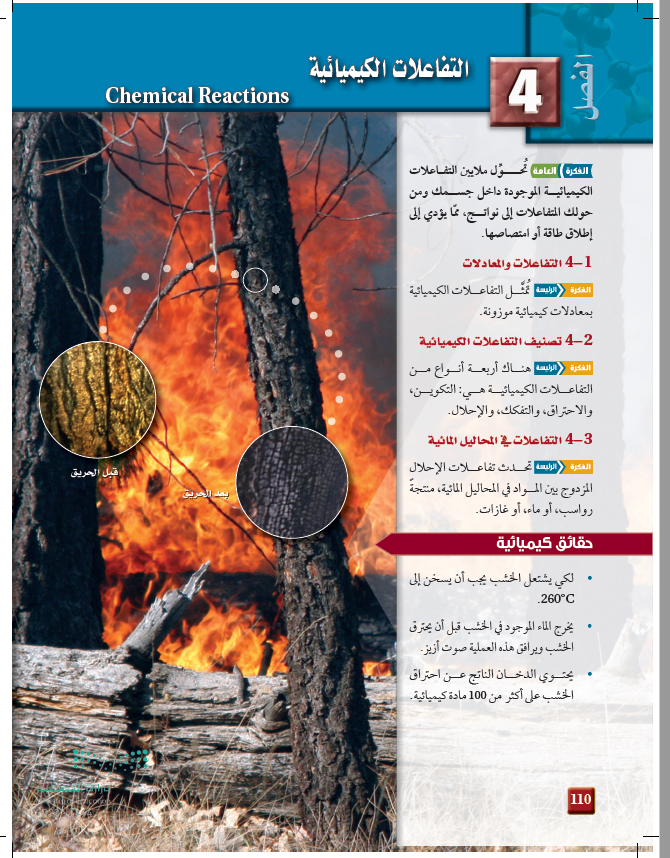 الفصل
4
التفاعلات الكيميائية
Chemical Reactions
الفكرة العامة تُحوِّل ملايين التفاعلات
الكيميائية الموجودة داخل جسمك ومن
حولك المتفاعلات إلى نواتج، ممّا يؤدي إلى
إطلاق طاقة أو امتصاصها.
4-1 التفاعلات والمعادلات
الفكرة الرئيسة تُمثَّل التفاعلات الكيميائية
بمعادلات كيميائية موزونة.
4-2 تصنيف التفاعلات الكيميائية
الفكرة الرئيسة هناك أربعة أنواع من
التفاعلات الكيميائية هي: التكوين،
والاحتراق، والتفكك، والإحلال.
4-3 التفاعلات في المحاليل المائية
الفكرة الرئيسة تحدث تفاعلات الإحلال
المزدوج بين المواد في المحاليل المائية، منتجةً
رواسب، أو ماء، أو غازات.
حقائق كيميائية
• لكي يشتعل الخشب يجب أن يسخن إلى
260°C.
• يخرج الماء الموجود في الخشب قبل أن يحترق
الخشب ويرافق هذه العملية صوت أزيز.
• يحتوي الدخان الناتج عن احتراق
الخشب على أكثر من 100 مادة كيميائية.
قبل الحريق
بعد الحريق
110